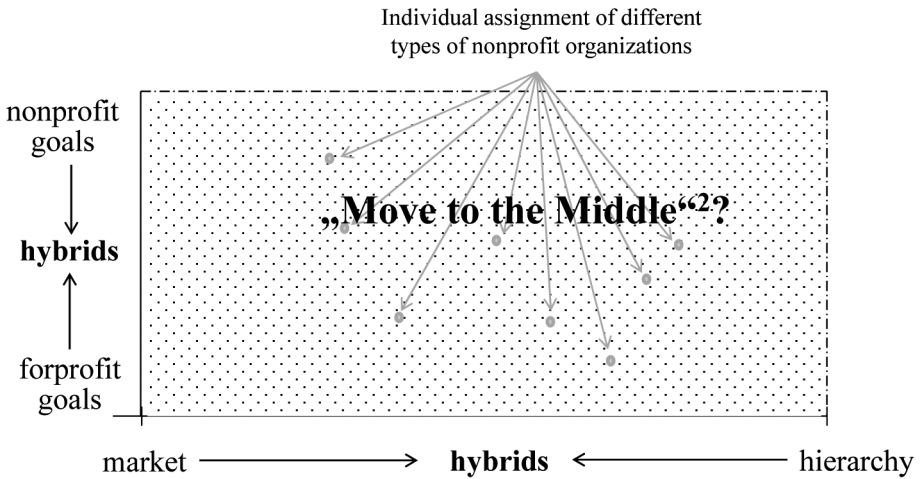 Individual assignment of different
types of nonprofit organizations
nonprofit
goals
„Move to the Middle“²?
hybrids
forprofit
goals
market
hybrids
hierarchy